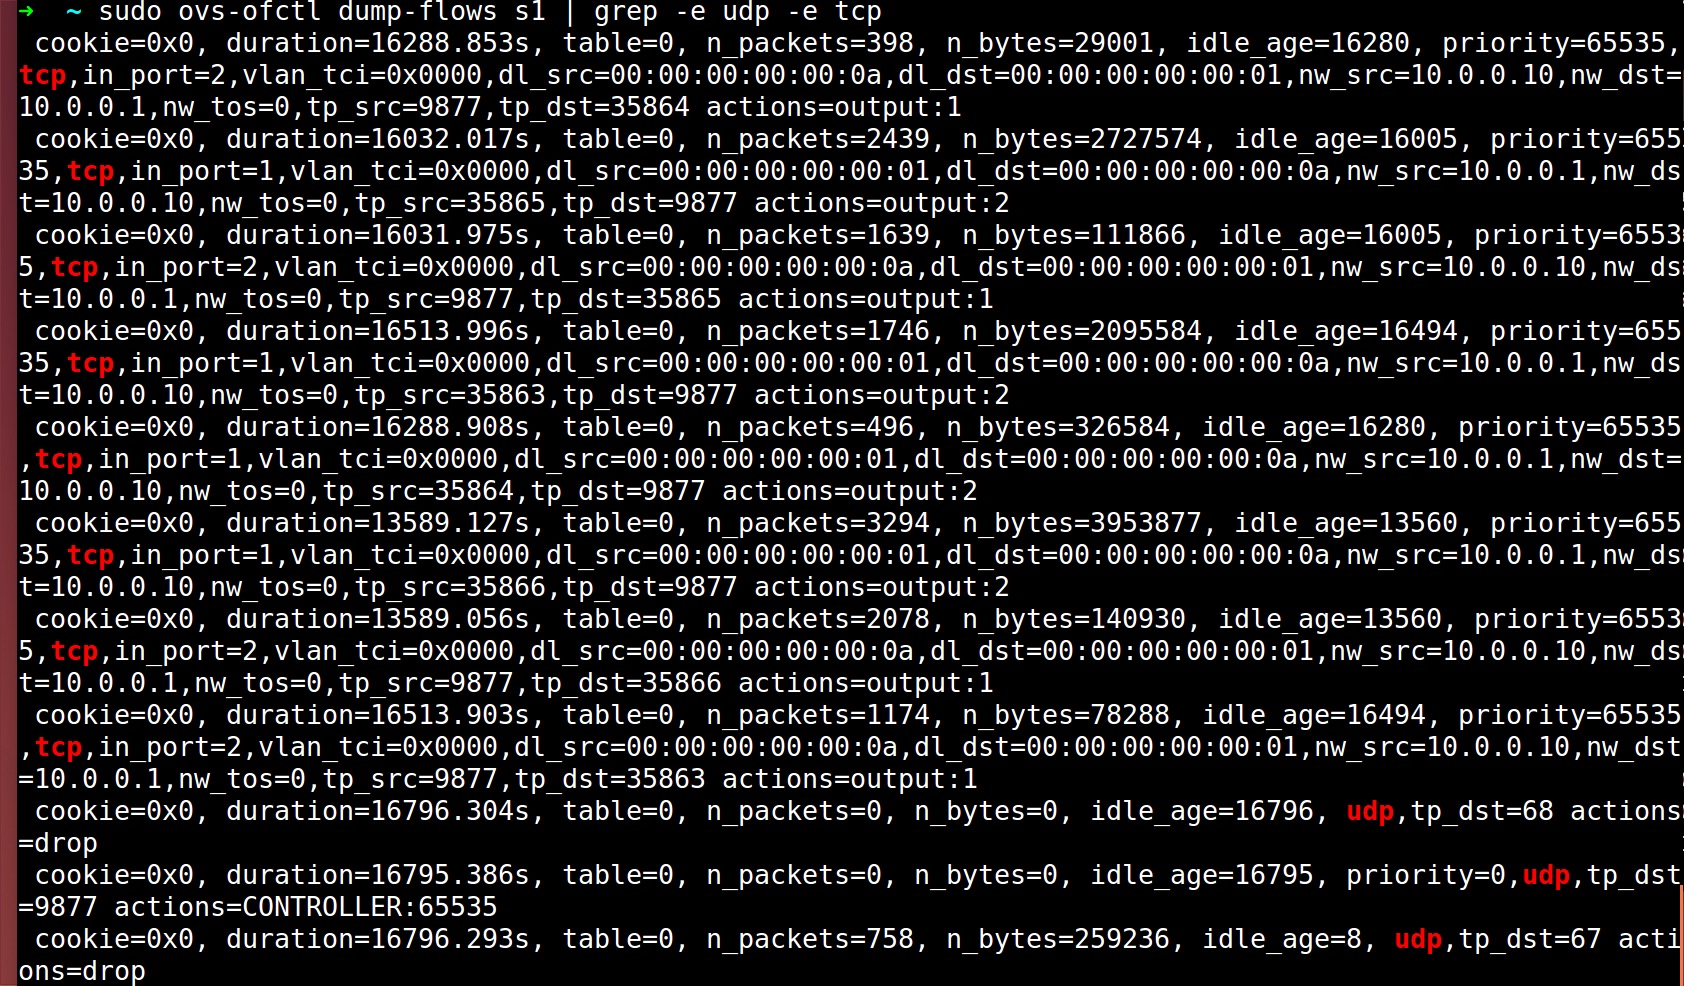 →  ~ sudo ovs-ofctl dump-flows s1 | grep -e udp -e tcp
cookie=0x0, duration=16288.853s, table=0, n_packets=398, n_bytes=29001, idle_age=16280, priority=65535,
tcp,in_port=2,vlan_tci=0x0000,dl_src=00:00:00:00:00:0a,dl_dst=00:00:00:00:00:01,nw_src=10.0.0.10,nw_dst=
10.0.0.1,nw_tos=0,tp_src=9877,tp_dst=35864 actions=output:1
cookie=0x0, duration=16032.017s, table=0, n_packets=2439, n_bytes=2727574, idle_age=16005, priority=655
35,tcp,in_port=1,vlan_tci=0x0000,dl_src=00:00:00:00:00:01,dl_dst=00:00:00:00:00:0a,nw_src=10.0.0.1,nw_ds
t=10.0.0.10,nw_tos=0,tp_src=35865,tp_dst=9877 actions=output:2
cookie=0x0, duration=16031.975s, table=0, n_packets=1639, n_bytes=111866, idle_age=16005, priority=6553
5,tcp,in_port=2,vlan_tci=0x0000,dl_src=00:00:00:00:00:0a,dl_dst=00:00:00:00:00:01,nw_src=10.0.0.10,nw_ds
t=10.0.0.1,nw_tos=0,tp_src=9877,tp_dst=35865 actions=output:1
cookie=0x0, duration=16513.996s, table=0, n_packets=1746, n_bytes=2095584, idle_age=16494, priority=655
35,tcp,in_port=1,vlan_tci=0x0000,dl_src=00:00:00:00:00:01,dl_dst=00:00:00:00:00:0a,nw_src=10.0.0.1,nw_ds
t=10.0.0.10,nw_tos=0,tp_src=35863,tp_dst=9877 actions=output:2
cookie=0x0, duration=16288.908s, table=0, n_packets=496, n_bytes=326584, idle_age=16280, priority=65535
,tcp,in_port=1,vlan_tci=0x0000,dl_src=00:00:00:00:00:01,dl_dst=00:00:00:00:00:0a,nw_src=10.0.0.1,nw_dst=
10.0.0.10,nw_tos=0,tp_src=35864,tp_dst=9877 actions=output:2
cookie=0x0, duration=13589.127s, table=0, n_packets=3294, n_bytes=3953877, idle_age=13560, priority=655
35,tcp,in_port=1,vlan_tci=0x0000,dl_src=00:00:00:00:00:01,dl_dst=00:00:00:00:00:0a,nw_src=10.0.0.1,nw_ds
t=10.0.0.10,nw_tos=0,tp_src=35866,tp_dst=9877 actions=output:2
cookie=0x0, duration=13589.056s, table=0, n_packets=2078, n_bytes=140930, idle_age=13560, priority=6553
5,tcp,in_port=2,vlan_tci=0x0000,dl_src=00:00:00:00:00:0a,dl_dst=00:00:00:00:00:01,nw_src=10.0.0.10,nw_ds
t=10.0.0.1,nw_tos=0,tp_src=9877,tp_dst=35866 actions=output:1
cookie=0x0, duration=16513.903s, table=0, n_packets=1174, n_bytes=78288, idle_age=16494, priority=65535
,tcp,in_port=2,vlan_tci=0x0000,dl_src=00:00:00:00:00:0a,dl_dst=00:00:00:00:00:01,nw_src=10.0.0.10,nw_dst
=10.0.0.1,nw_tos=0,tp_src=9877,tp_dst=35863 actions=output:1
cookie=0x0, duration=16796.304s, table=0, n_packets=0, n_bytes=0, idle_age=16796, udp,tp_dst=68 actions
=drop
cookie=0x0, duration=16795.386s, table=0, n_packets=0, n_bytes=0, idle_age=16795, priority=0,udp,tp_dst
=9877 actions=CONTROLLER:65535
cookie=0x0, duration=16796.293s, table=0, n_packets=758, n_bytes=259236, idle_age=8, udp,tp_dst=67 acti
ons=drop